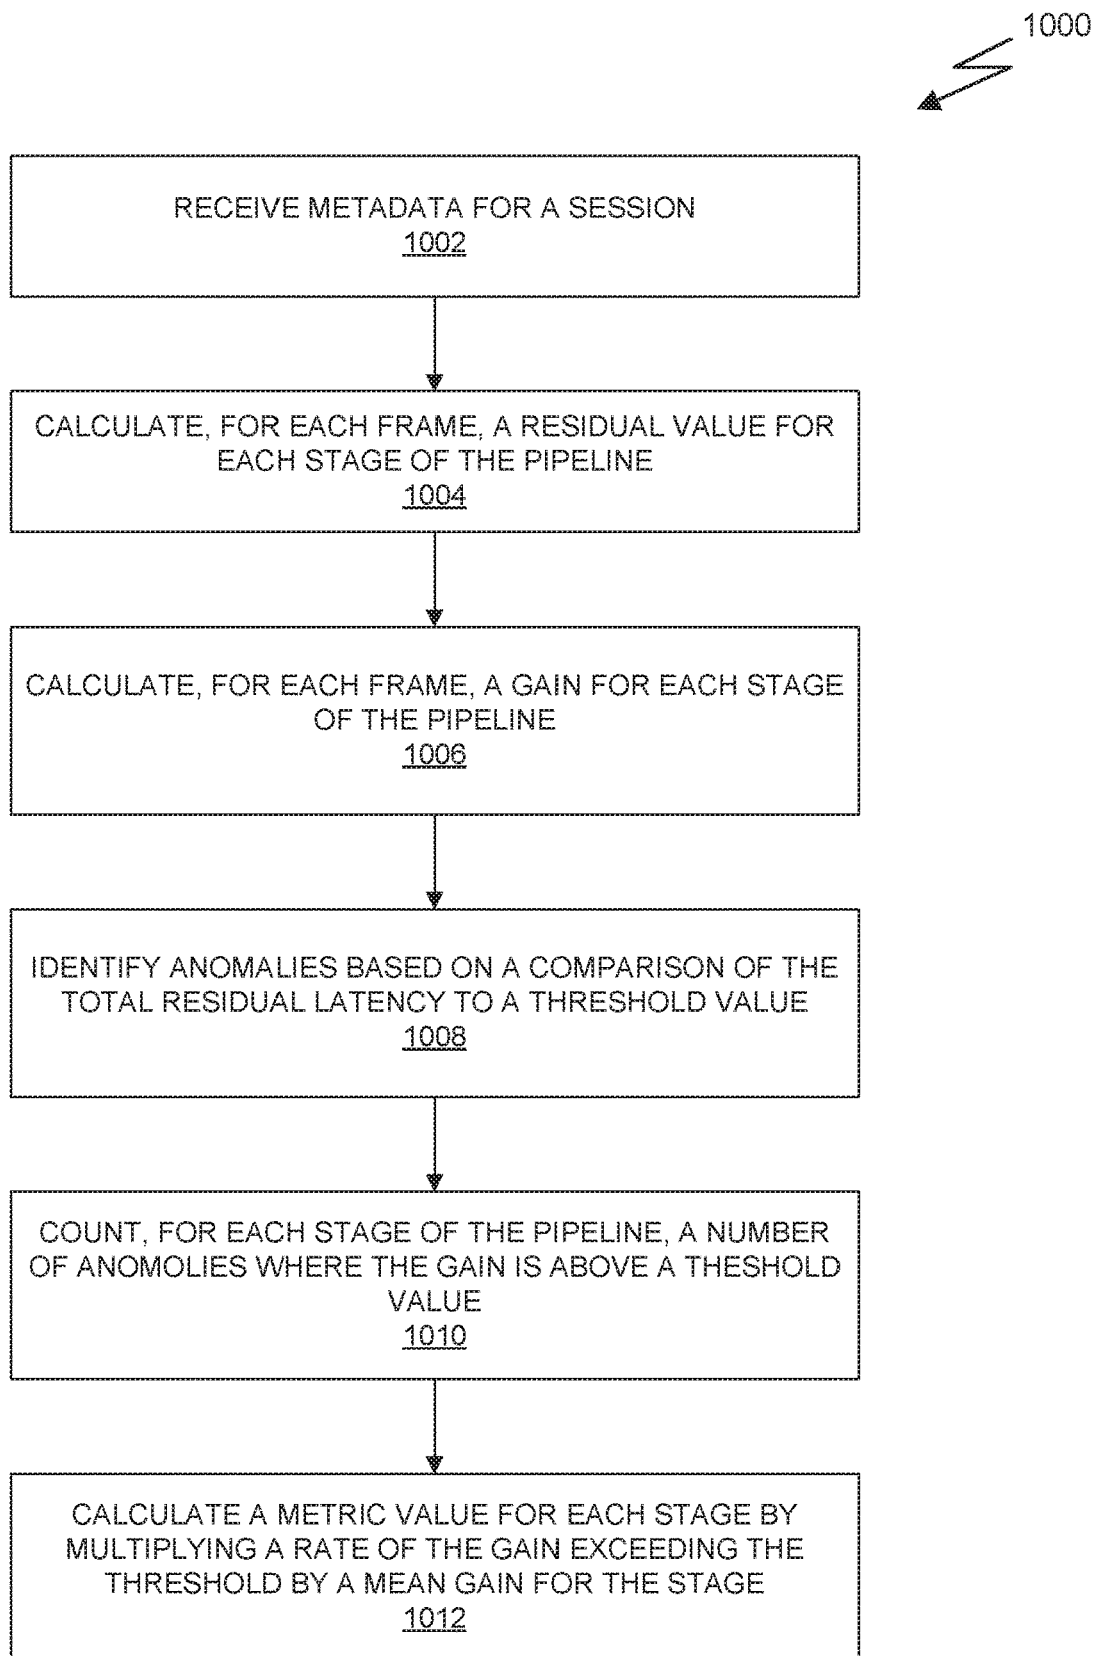 1000
RECEIVE METADATA FOR A SESSION
1002
CALCULATE, FOR EACH FRAME, A RESIDUAL VALUE FOR
EACH STAGE OF THE PIPELINE
1004
CALCULATE, FOR EACH FRAME, A GAIN FOR EACH STAGE
OF THE PIPELINE
1006
IDENTIFY ANOMALIES BASED ON A COMPARISON OF THE
TOTAL RESIDUAL LATENCY TO A THRESHOLD VALUE
1008
COUNT, FOR EACH STAGE OF THE PIPELINE, A NUMBER
OF ANOMOLIES WHERE THE GAIN IS ABOVE A THESHOLD
VALUE
1010
CALCULATE A METRIC VALUE FOR EACH STAGE BY
MULTIPLYING A RATE OF THE GAIN EXCEEDING THE
THRESHOLD BY A MEAN GAIN FOR THE STAGE
1012